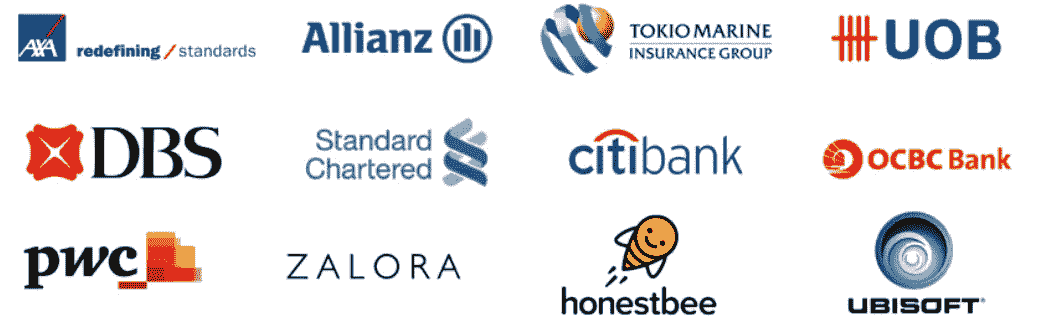 AXA redefining / standards
Allianz
TOKIO MARINE
INSURANCE GROUP
UOB
DBS
Standard
Chartered
citibank
OCBC Bank
pwc
ZALORA
honestbee
UBISOFT®